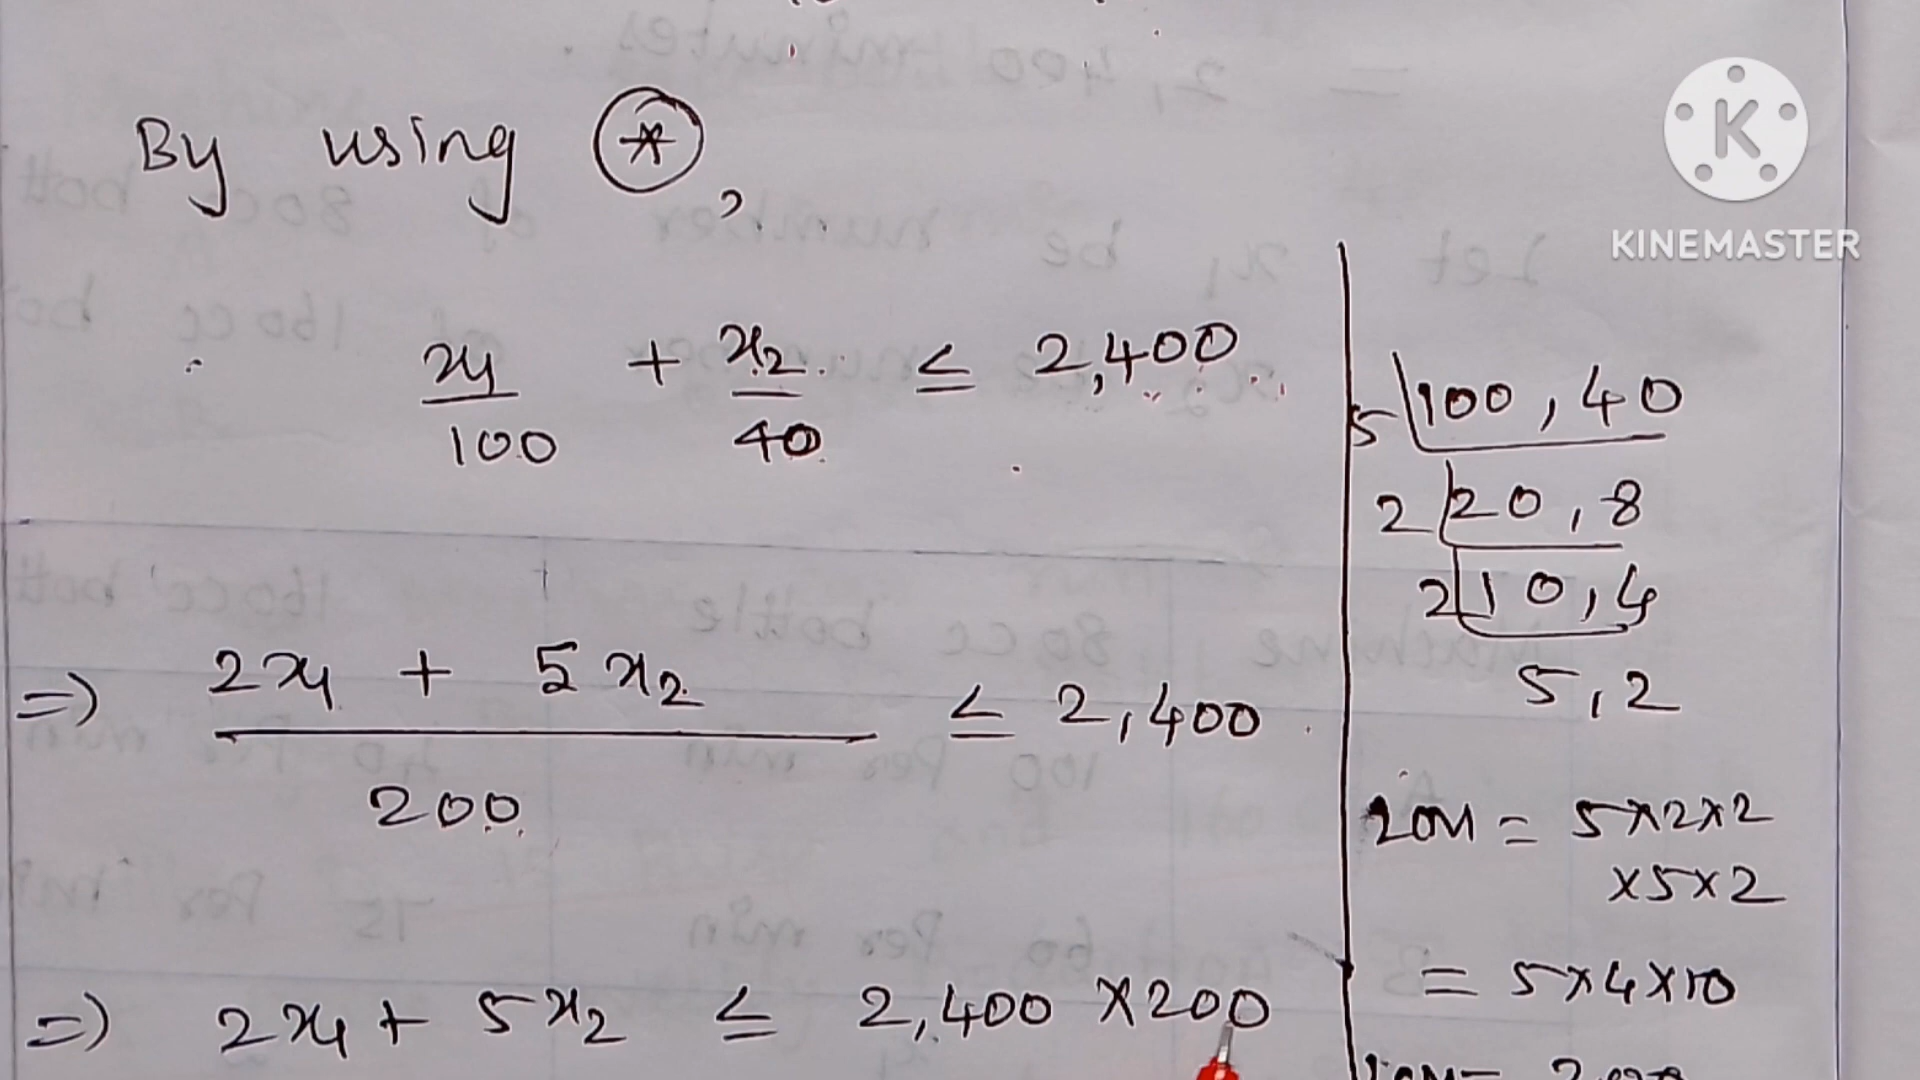 By using (*),
x₁/100 + x₂/40 ≤ 2,400
=> (2x₁ + 5x₂)/200 ≤ 2,400
=> 2x₁ + 5x₂ ≤ 2,400 × 200
5 | 100, 40
2 | 20, 8
2 | 10, 4
5, 2
LCM = 5×2×2
×5×2
= 5×4×10
K
KINEMASTER